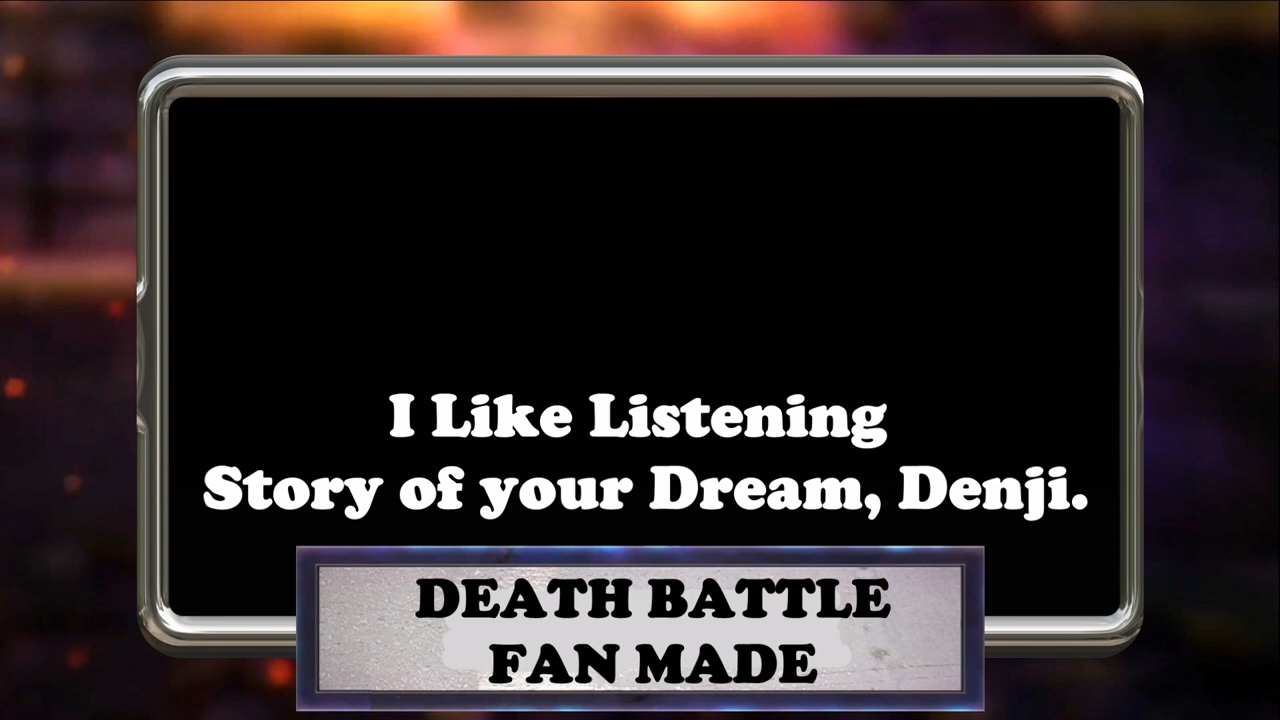 I Like Listening
Story of your Dream, Denji.
DEATH BATTLE
FAN MADE